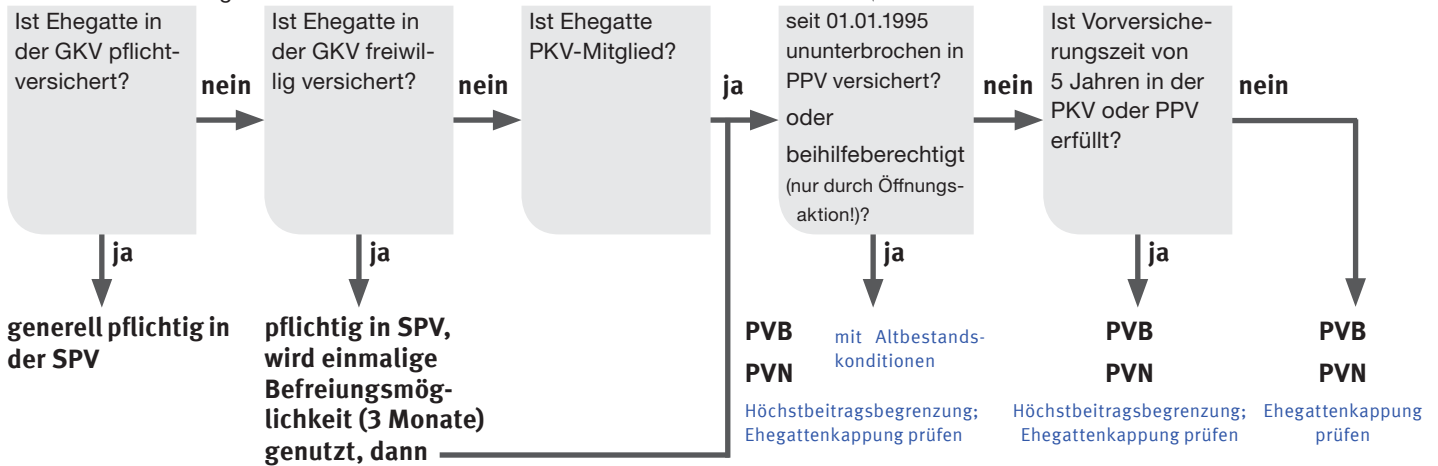 Ist Ehegatte in
der GKV pflicht-
versichert?
nein
ja
generell pflichtig in
der SPV
Ist Ehegatte in
der GKV freiwil-
lig versichert?
nein
ja
pflichtig in SPV,
wird einmalige
Befreiungsmög-
lichkeit (3 Monate)
genutzt, dann
Ist Ehegatte
PKV-Mitglied?
ja
seit 01.01.1995
ununterbrochen in
PPV versichert?
oder
beihilfeberechtigt
(nur durch Öffnungs-
aktion!)?
nein
ja
PVB
PVN
mit Altbestands-
konditionen
Höchstbeitragsbegrenzung;
Ehegattenkappung prüfen
Ist Vorversiche-
rungszeit von
5 Jahren in der
PKV oder PPV
erfüllt?
nein
ja
PVB
PVN
Höchstbeitragsbegrenzung;
Ehegattenkappung prüfen
PVB
PVN
Ehegattenkappung
prüfen